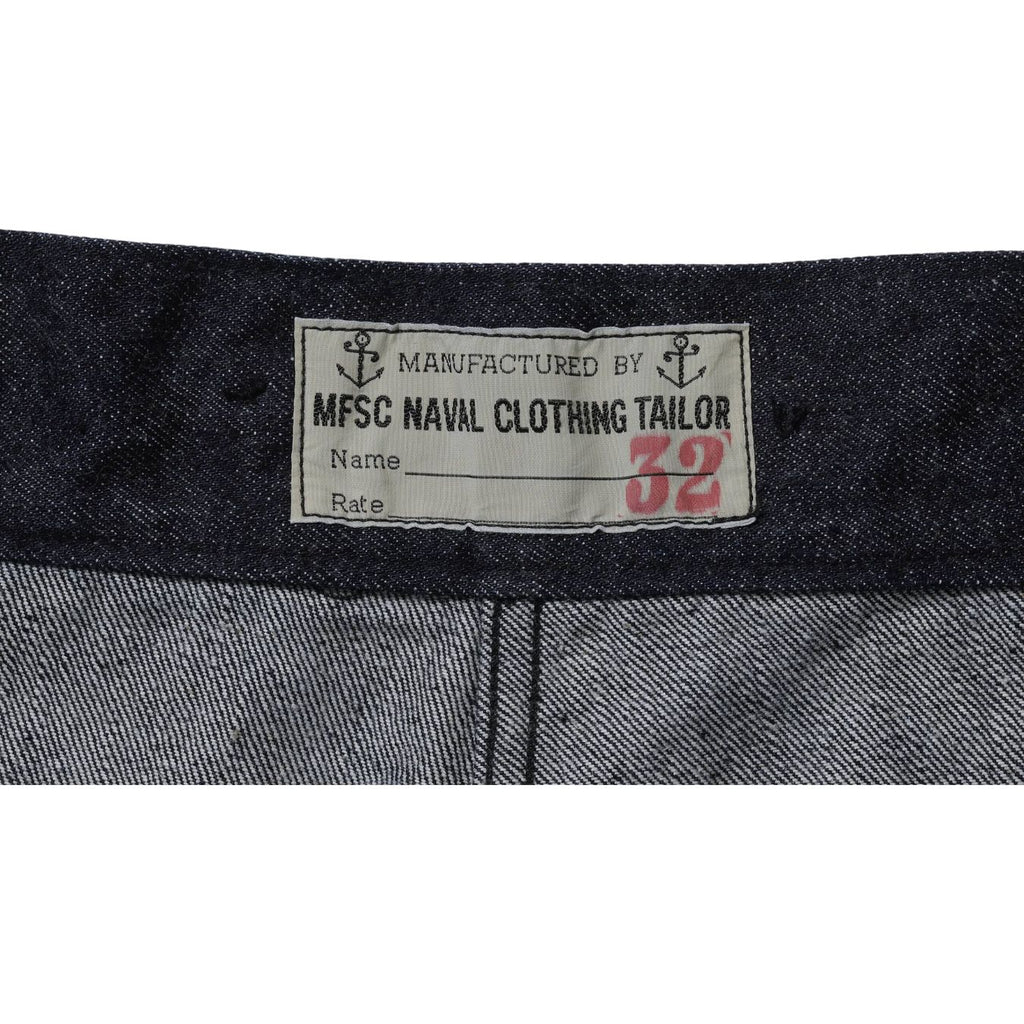 MANUFACTURED BY
MFSC NAVAL CLOTHING TAILOR
Name
Rate
32